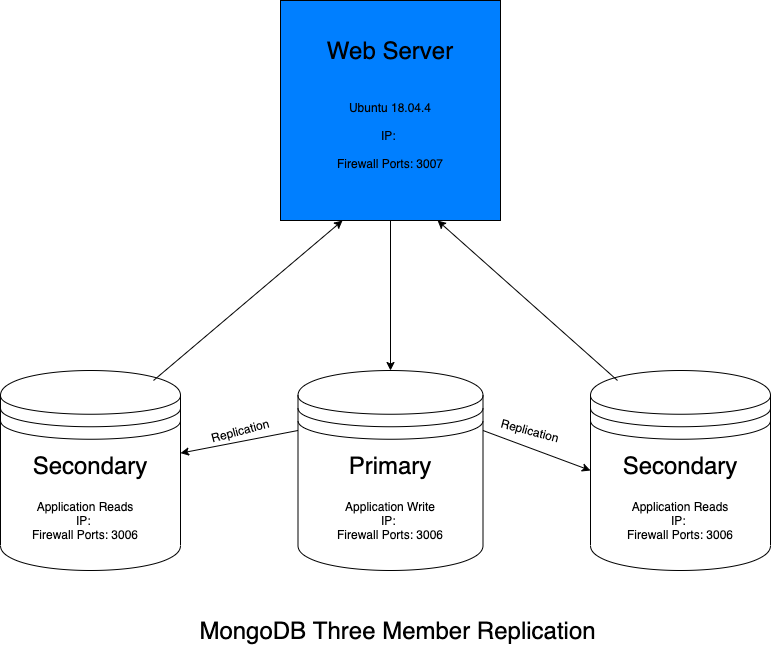 Web Server
Ubuntu 18.04.4
IP:
Firewall Ports: 3007
Replication
Replication
Secondary
Application Reads
IP:
Firewall Ports: 3006
Primary
Application Write
IP:
Firewall Ports: 3006
Secondary
Application Reads
IP:
Firewall Ports: 3006
MongoDB Three Member Replication